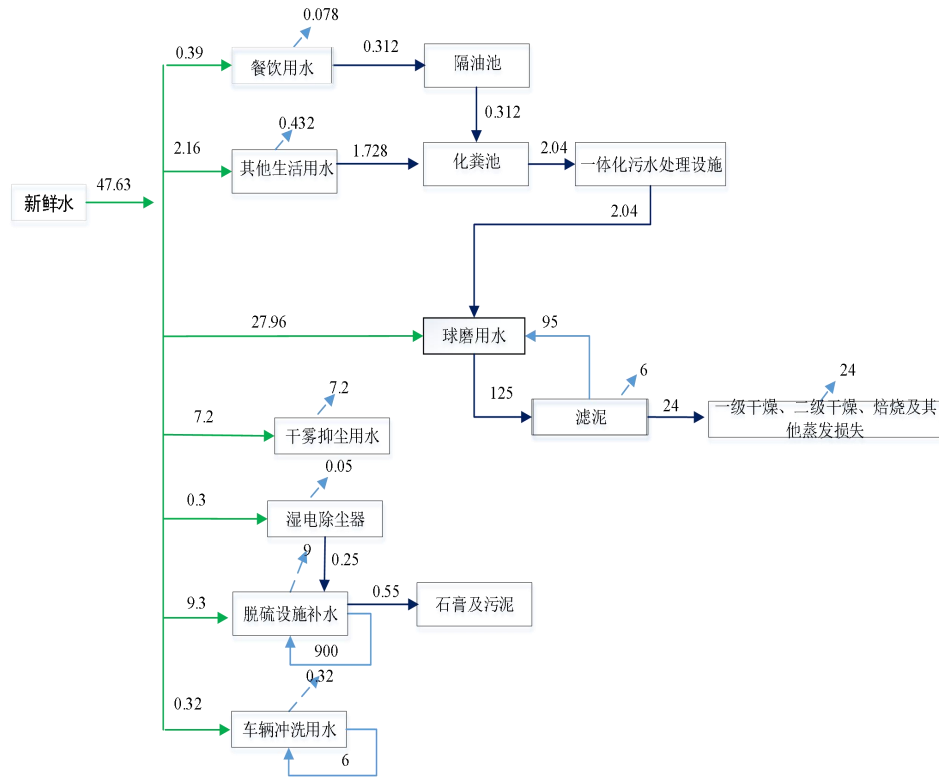 0.078
0.39
餐饮用水
0.312
隔油池
0.312
0.432
2.16
其他生活用水
1.728
化粪池
2.04
一体化污水处理设施
新鲜水
47.63
2.04
27.96
球磨用水
95
125
滤泥
6
24
24
一级干燥、二级干燥、焙烧及其
他蒸发损失
7.2
7.2
干雾抑尘用水
0.05
0.3
湿电除尘器
9
0.25
9.3
脱硫设施补水
0.55
石膏及污泥
900
0.32
0.32
车辆冲洗用水
6